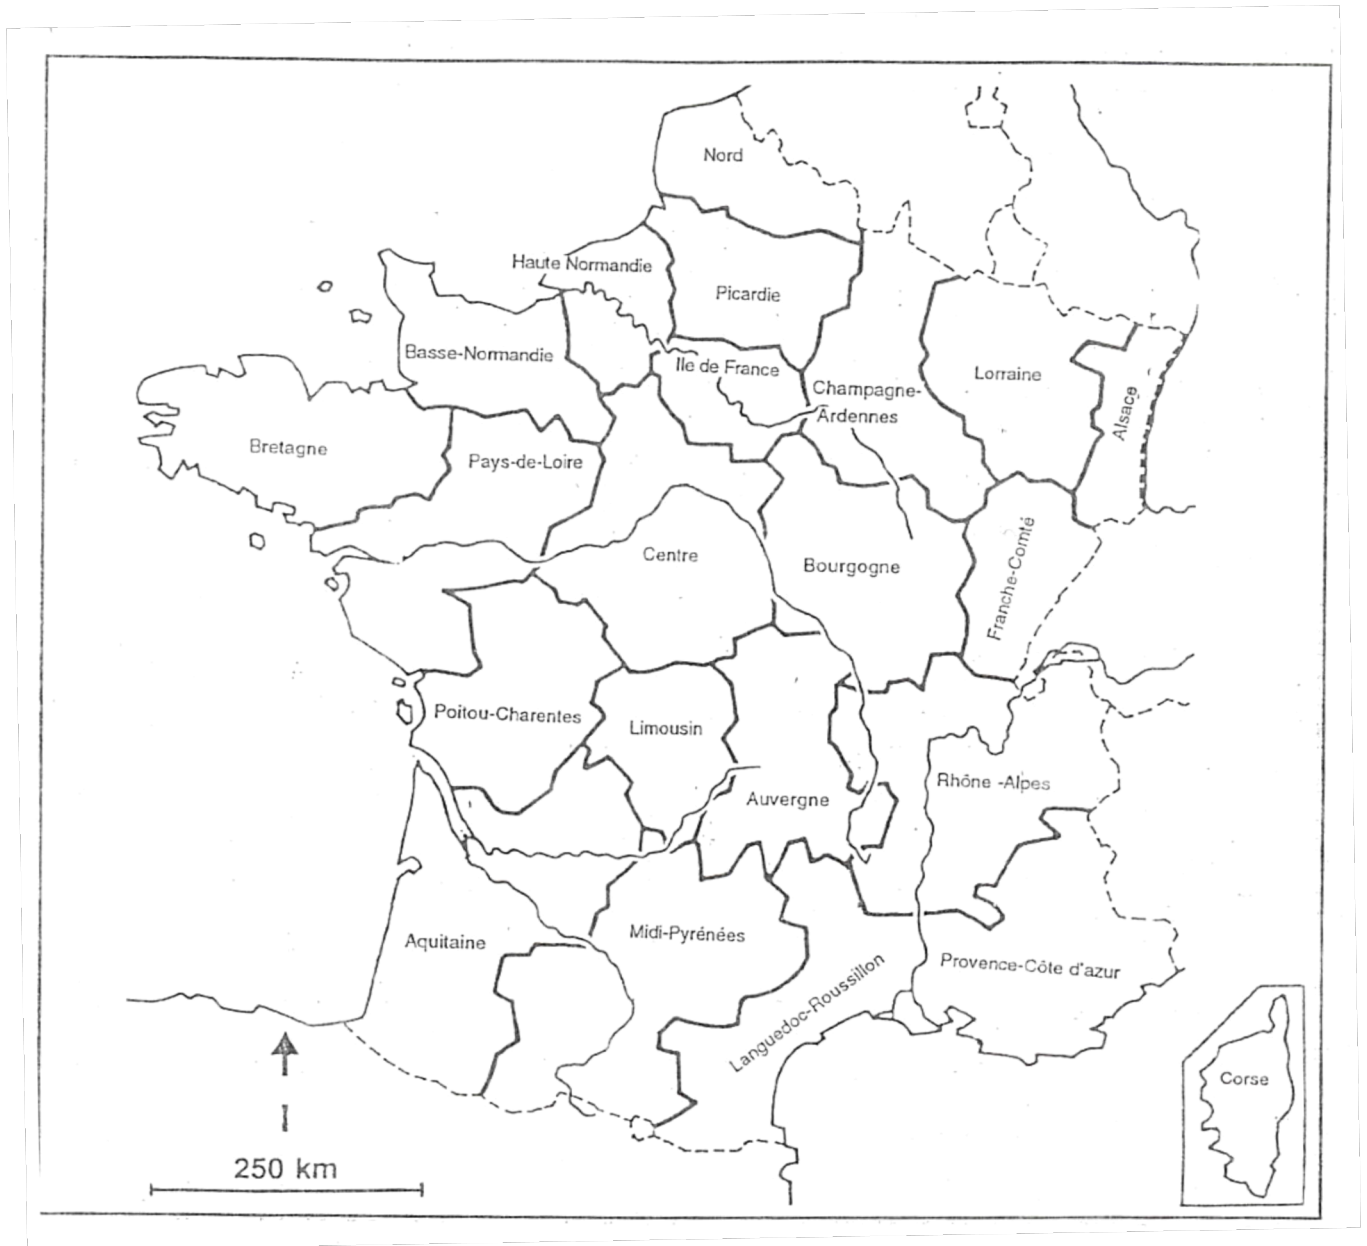 Nord
Haute Normandie
Picardie
Basse-Normandie
Ile de France
Champagne-
Ardennes
Lorraine
Alsace
Bretagne
Pays-de-Loire
Centre
Bourgogne
Franche-Comté
Poitou-Charentes
Limousin
Auvergne
Rhône -Alpes
Aquitaine
Midi-Pyrénées
Languedoc-Roussillon
Provence-Côte d'azur
Corse
250 km